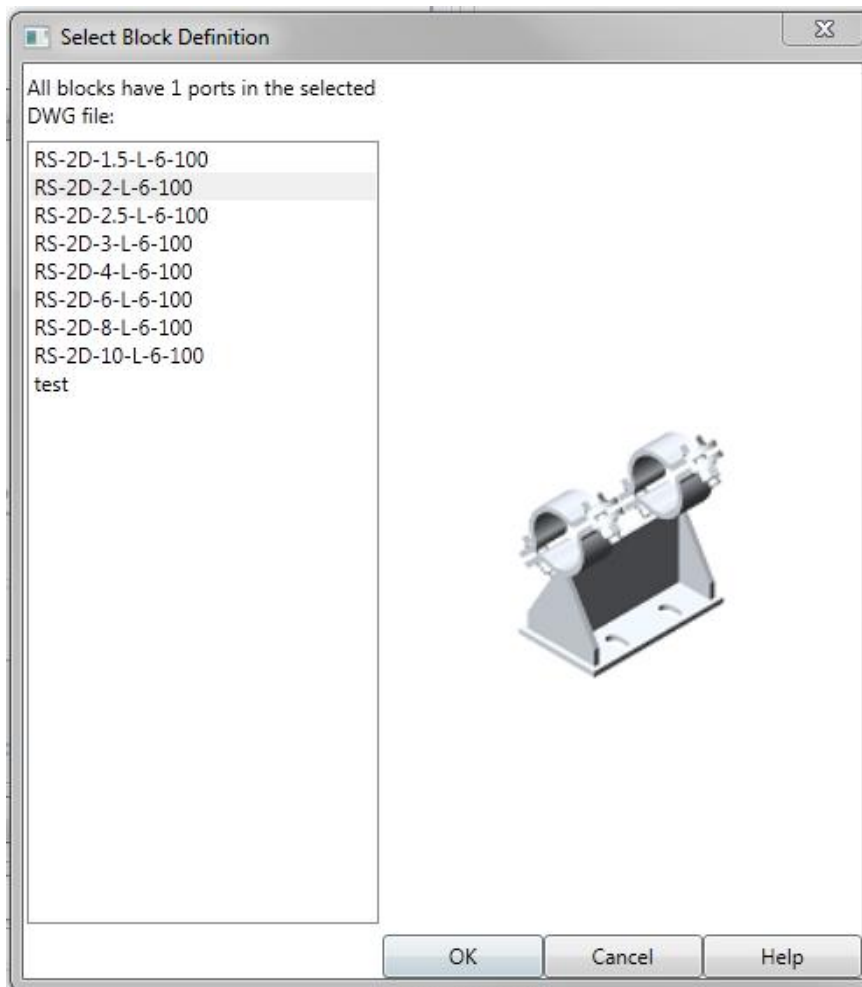 Select Block Definition
All blocks have 1 ports in the selected
DWG file:
RS-2D-1.5-L-6-100
RS-2D-2-L-6-100
RS-2D-2.5-L-6-100
RS-2D-3-L-6-100
RS-2D-4-L-6-100
RS-2D-6-L-6-100
RS-2D-8-L-6-100
RS-2D-10-L-6-100
test
OK Cancel Help